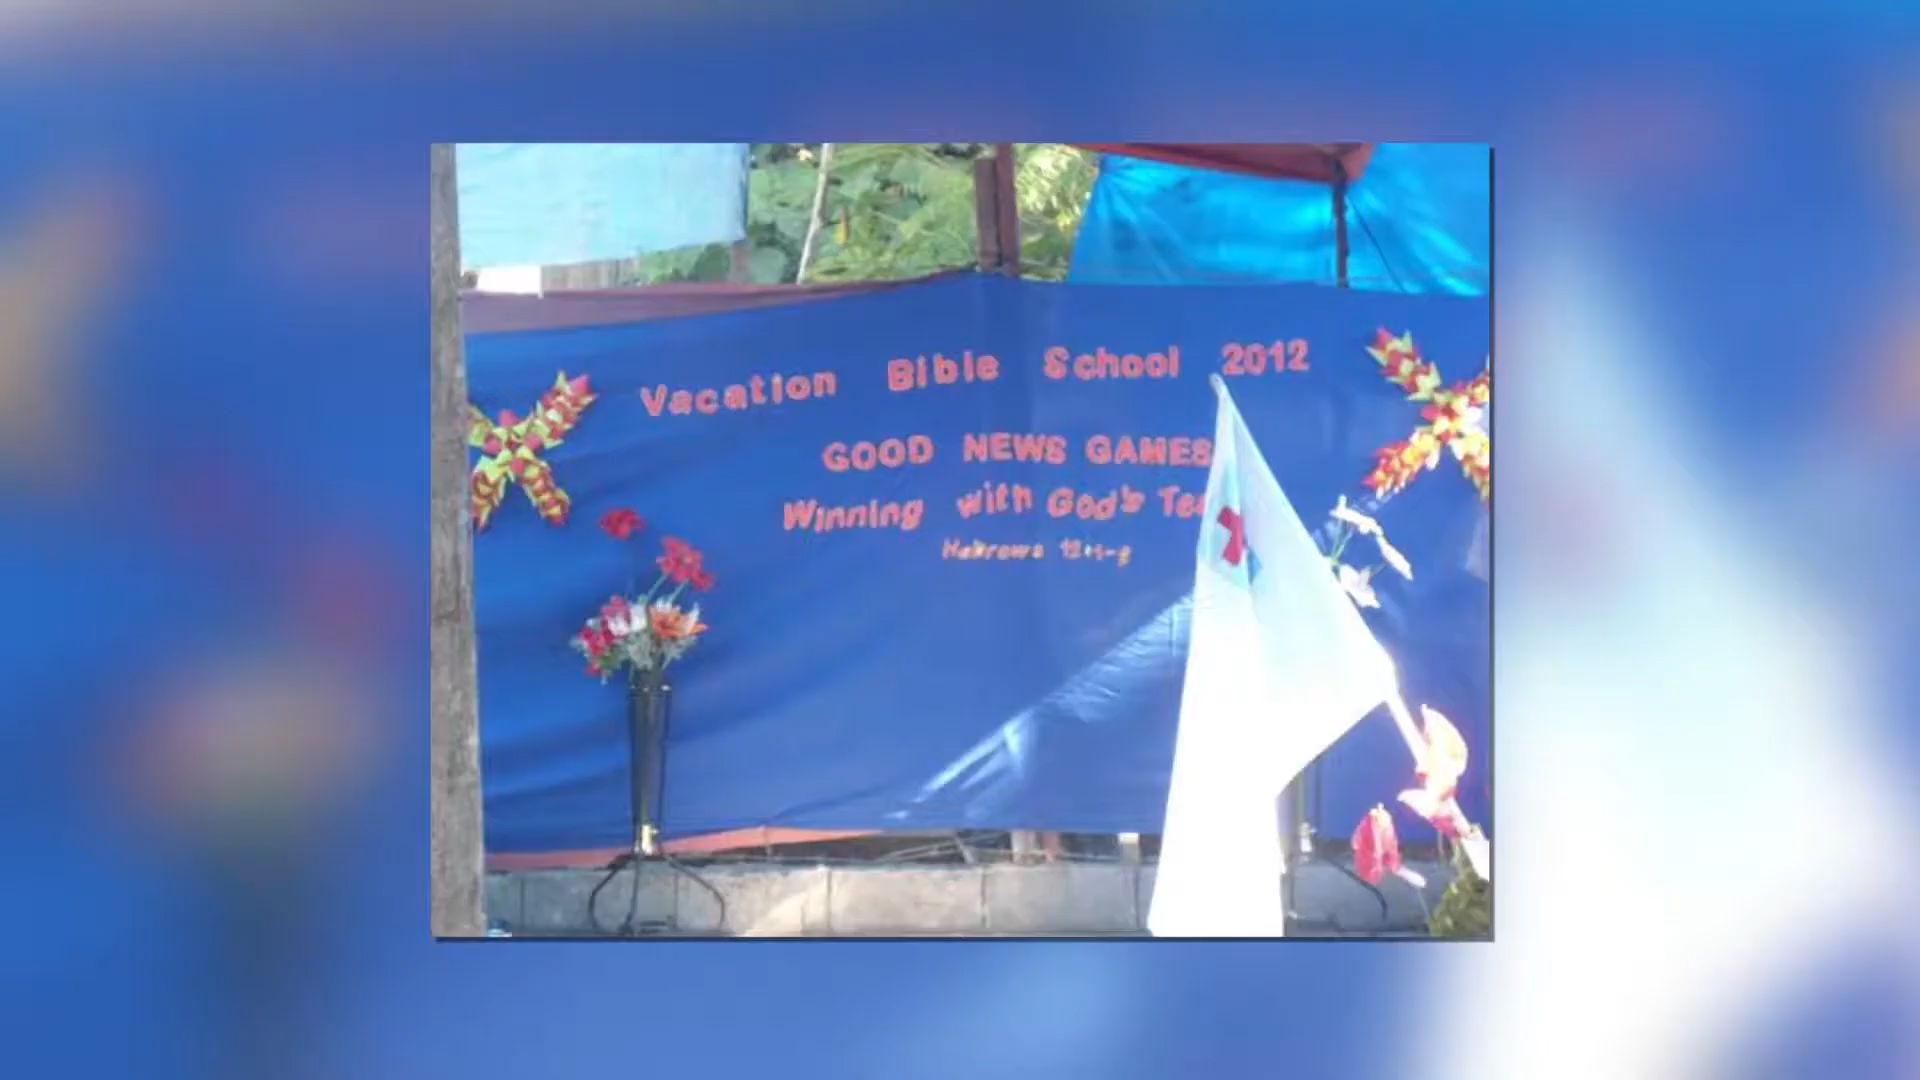 Vacation Bible School 2012
GOOD NEWS GAMES
Winning with God's
Hebrews